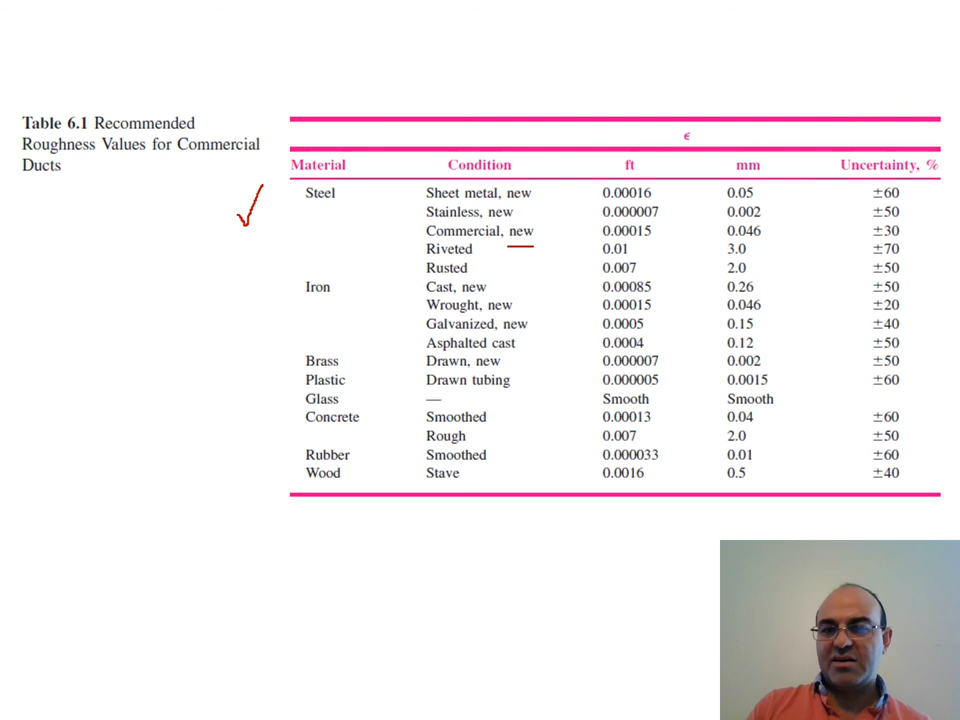 Table 6.1 Recommended
Roughness Values for Commercial
Ducts
ϵ
Material Condition ft mm Uncertainty, %
Steel Sheet metal, new 0.00016 0.05 ±60
Stainless, new 0.000007 0.002 ±50
Commercial, new 0.00015 0.046 ±30
Riveted 0.01 3.0 ±70
Rusted 0.007 2.0 ±50
Iron Cast, new 0.00085 0.26 ±50
Wrought, new 0.00015 0.046 ±20
Galvanized, new 0.0005 0.15 ±40
Asphalted cast 0.0004 0.12 ±50
Brass Drawn, new 0.000007 0.002 ±50
Plastic Drawn tubing 0.000005 0.0015 ±60
Glass — Smooth Smooth
Concrete Smoothed 0.00013 0.04 ±60
Rough 0.007 2.0 ±50
Rubber Smoothed 0.000033 0.01 ±60
Wood Stave 0.0016 0.5 ±40